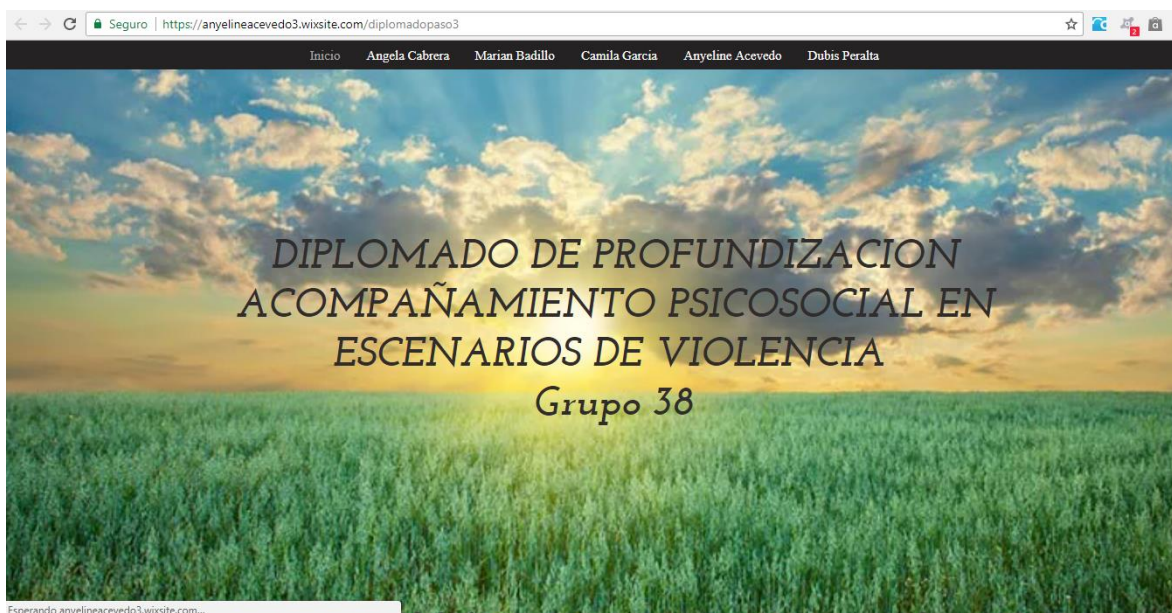 Seguro | https://anyelineacevedo3.wixsite.com/diplomadopaso3
2
Inicio Angela Cabrera Marian Badillo Camila Garcia Anyeline Acevedo Dubis Peralta
DIPLOMADO DE PROFUNDIZACION
ACOMPAÑAMIENTO PSICOSOCIAL EN
ESCENARIOS DE VIOLENCIA
Grupo 38
Esperando anyelineacevedo3.wixsite.com...